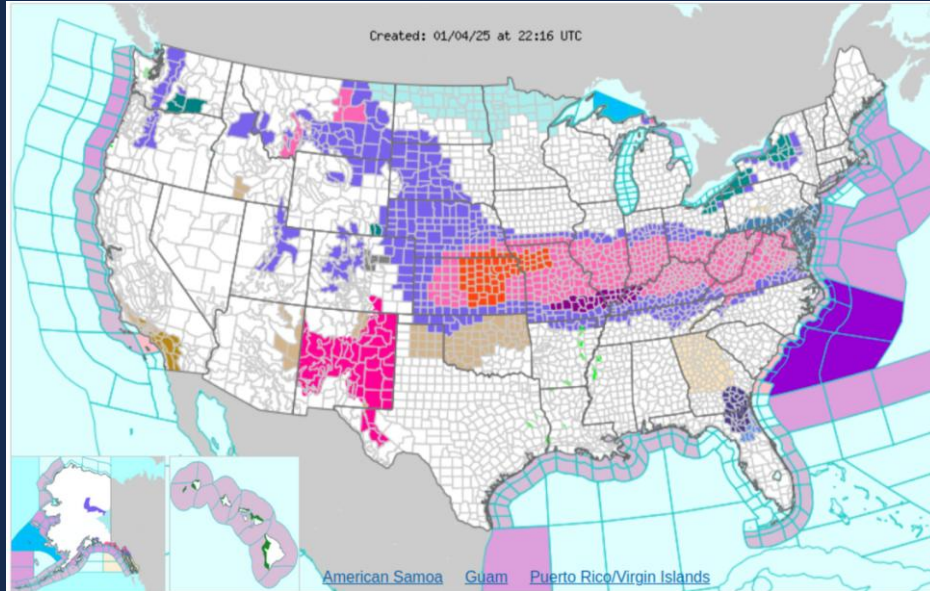 Created: 01/04/25 at 22:16 UTC
American Samoa Guam Puerto Rico/Virgin Islands